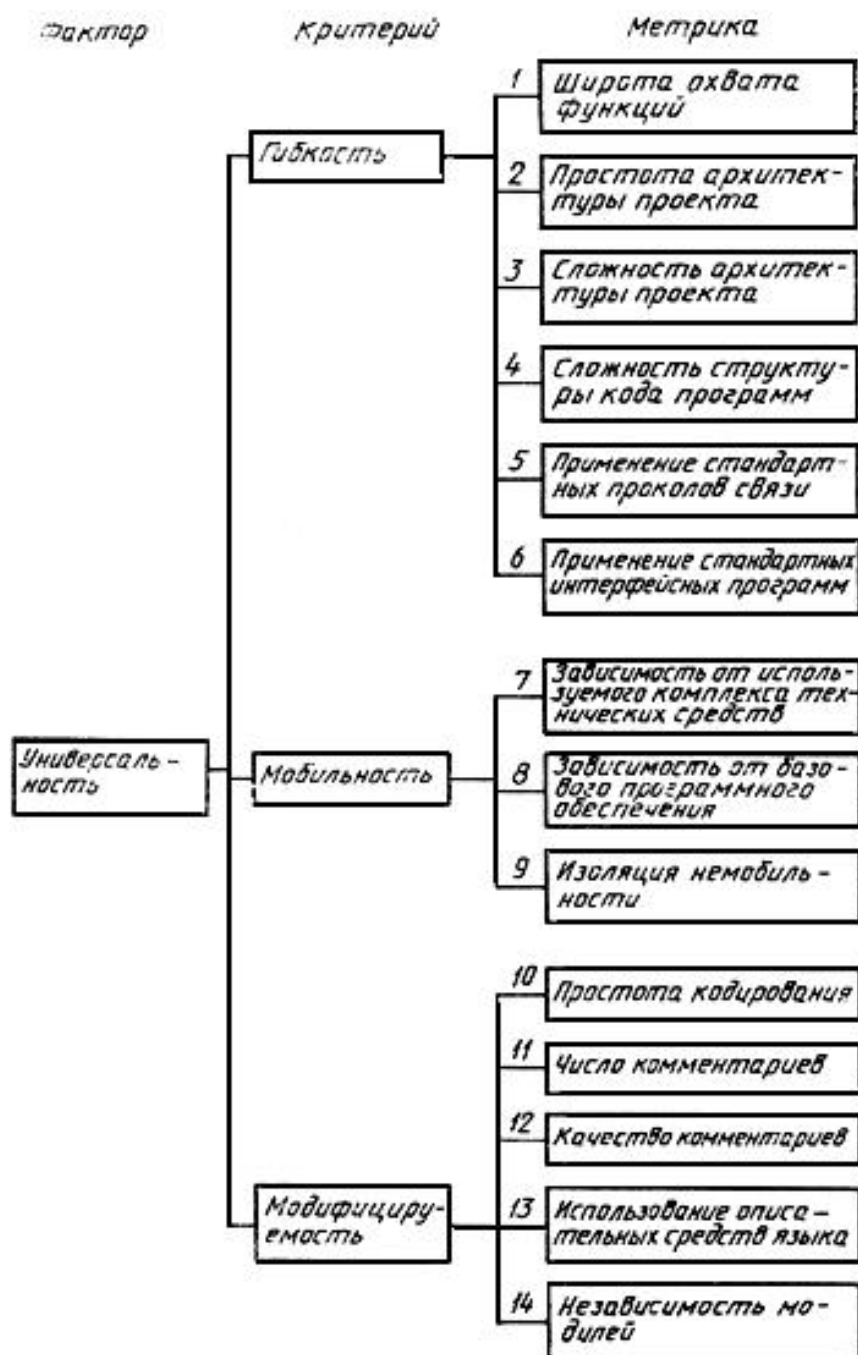 Фактор Критерий Метрика
1
Широта охвата
функций
Гибкость
2
Простота архитек-
туры проекта
3
Сложность архитек-
туры проекта
4
Сложность структу-
ры кода программ
5
Применение стандарт-
ных проколов связи
6
Применение стандартных
интерфейсных программ
7
Зависимость от исполь-
зуемого комплекса тех-
нических средств
Универсаль-
ность
Мобильность
8
Зависимость от базо-
вого программного
обеспечения
9
Изоляция немобиль-
ности
10
Простота кодирования
11
Число комментариев
12
Качество комментариев
Модифициру-
емость
13
Использование описа-
тельных средств языка
14
Независимость мо-
дилей